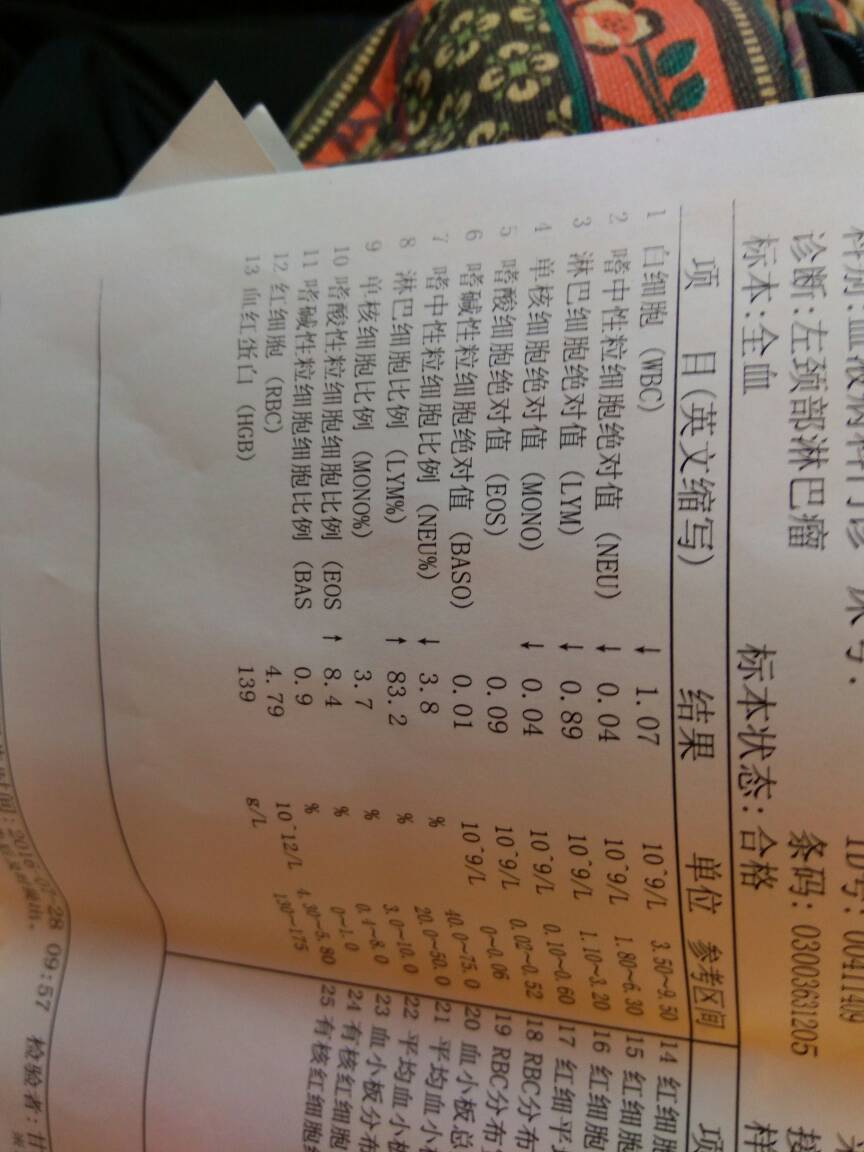 诊断:左颈部淋巴瘤 条码: 03003631205
标本:全血 标本状态:合格
项 目(英文缩写) 结果 单位 参考区间 项
1 白细胞 (WBC) ↓ 1.07 10^9/L 3.50~9.50 14 红细胞
2 嗜中性粒细胞绝对值 (NEU) ↓ 0.04 10^9/L 1.80~6.30 15 红细胞
3 淋巴细胞绝对值 (LYM) ↓ 0.89 10^9/L 1.10~3.20 16 红细胞
4 单核细胞绝对值 (MONO) ↓ 0.04 10^9/L 0.10~0.60 17 红细平
5 嗜酸细胞绝对值 (EOS) 0.09 10^9/L 0.02~0.52 18 RBC分布
6 嗜碱性粒细胞绝对值 (BASO) 0.01 10^9/L 0~0.06 19 RBC分布
7 嗜中性粒细胞比例 (NEU%) ↓ 3.8 % 40.0~75.0 20 血小板总
8 淋巴细胞比例 (LYM%) ↑ 83.2 % 20.0~50.0 21 平均血小
9 单核细胞比例 (MONO%) 3.7 % 3.0~10.0 22 平均血小板
10 嗜酸性粒细胞细胞比例 (EOS ↑ 8.4 % 0.4~8.0 23 血小板分布
11 嗜碱性粒细胞细胞比例 (BAS 0.9 % 0~1.0 24 有核红细胞
12 红细胞 (RBC) 4.79 10^12/L 4.30~5.80 25 有核红细胞
13 血红蛋白 (HGB) 139 g/L 130~175
09:57 检验者:甘